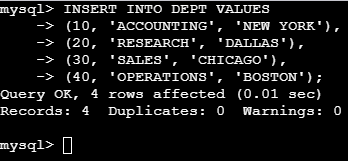 mysql> INSERT INTO DEPT VALUES
    -> (10, 'ACCOUNTING', 'NEW YORK'),
    -> (20, 'RESEARCH', 'DALLAS'),
    -> (30, 'SALES', 'CHICAGO'),
    -> (40, 'OPERATIONS', 'BOSTON');
Query OK, 4 rows affected (0.01 sec)
Records: 4  Duplicates: 0  Warnings: 0
mysql>